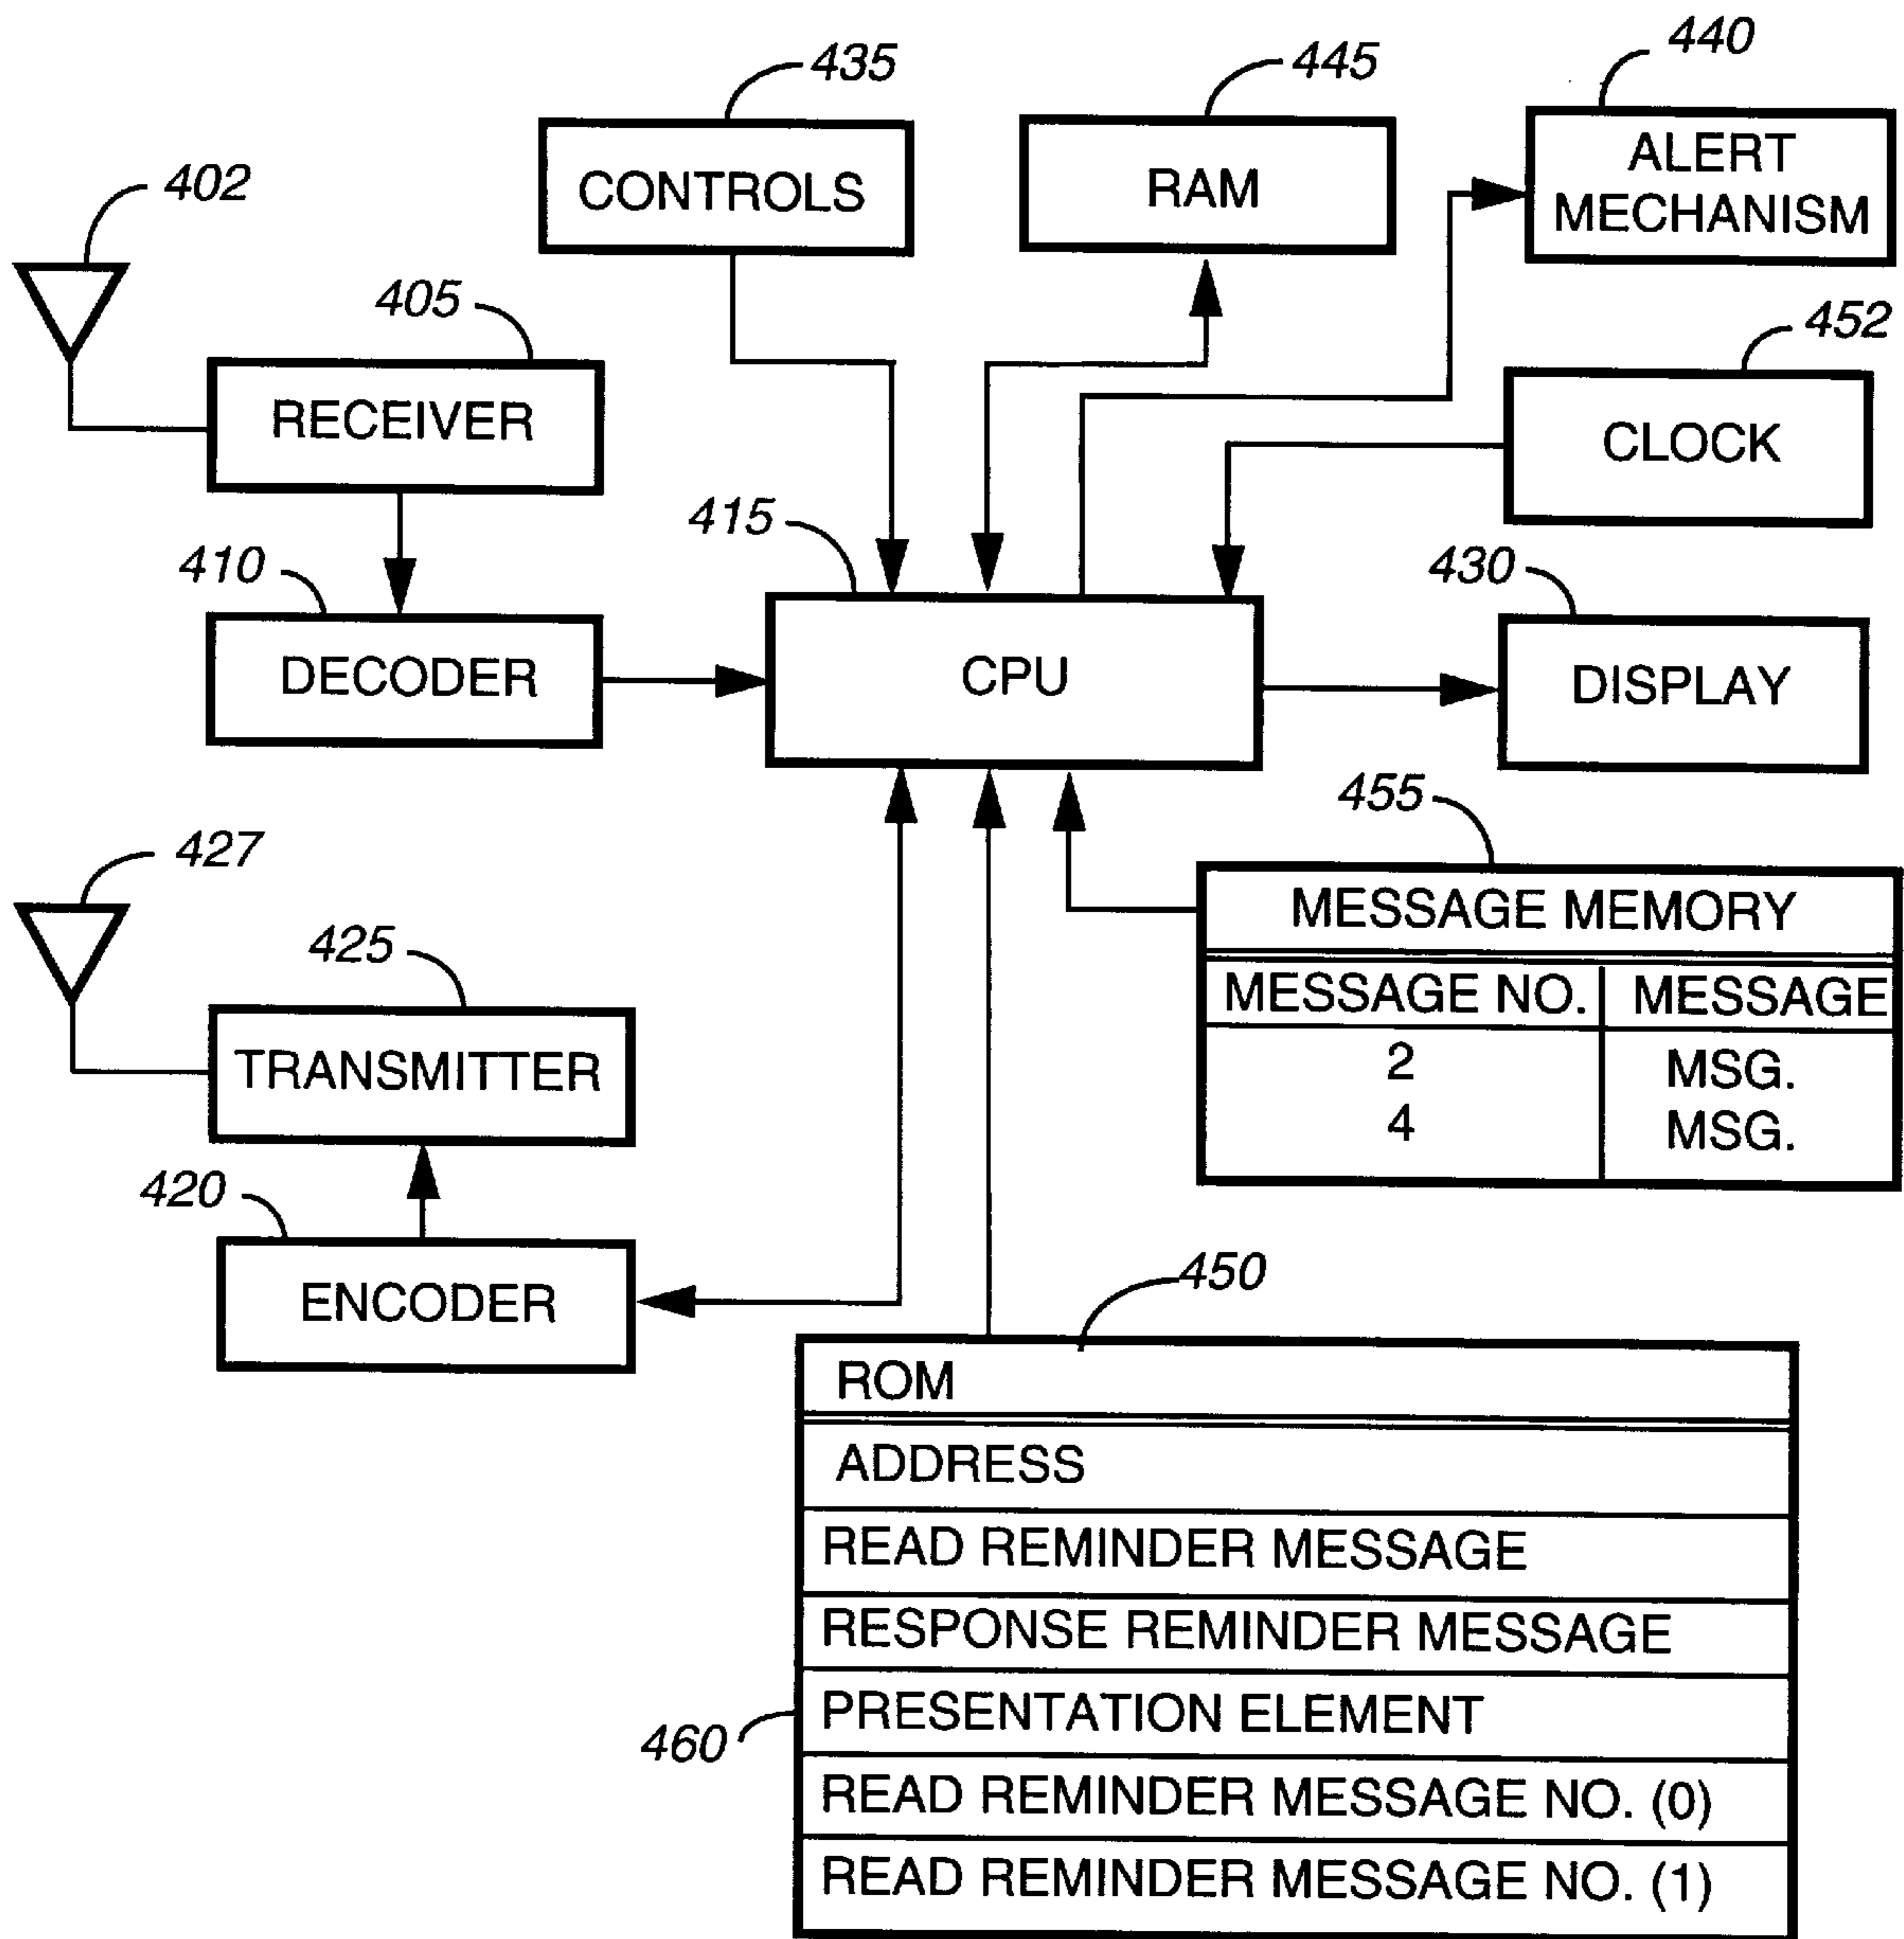 435
445
440
402
CONTROLS
RAM
ALERT
MECHANISM
405
452
RECEIVER
CLOCK
415
410
430
DECODER
CPU
DISPLAY
455
427
MESSAGE MEMORY
425
MESSAGE NO. MESSAGE
TRANSMITTER
2 MSG.
4 MSG.
420
ENCODER
450
ROM
ADDRESS
READ REMINDER MESSAGE
RESPONSE REMINDER MESSAGE
460
PRESENTATION ELEMENT
READ REMINDER MESSAGE NO. (0)
READ REMINDER MESSAGE NO. (1)